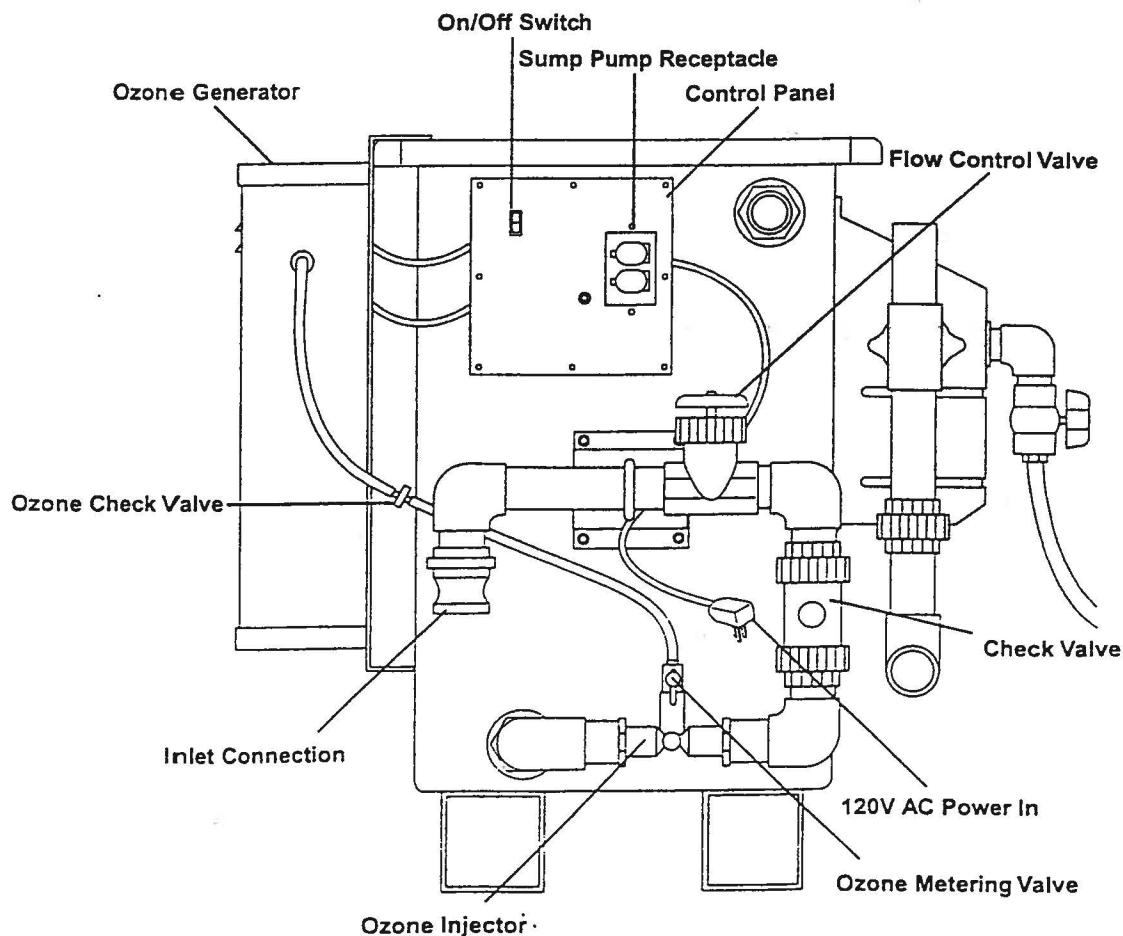 On/Off Switch
Sump Pump Receptacle
Ozone Generator
Control Panel
Flow Control Valve
Ozone Check Valve
Check Valve
Inlet Connection
120V AC Power In
Ozone Metering Valve
Ozone Injector